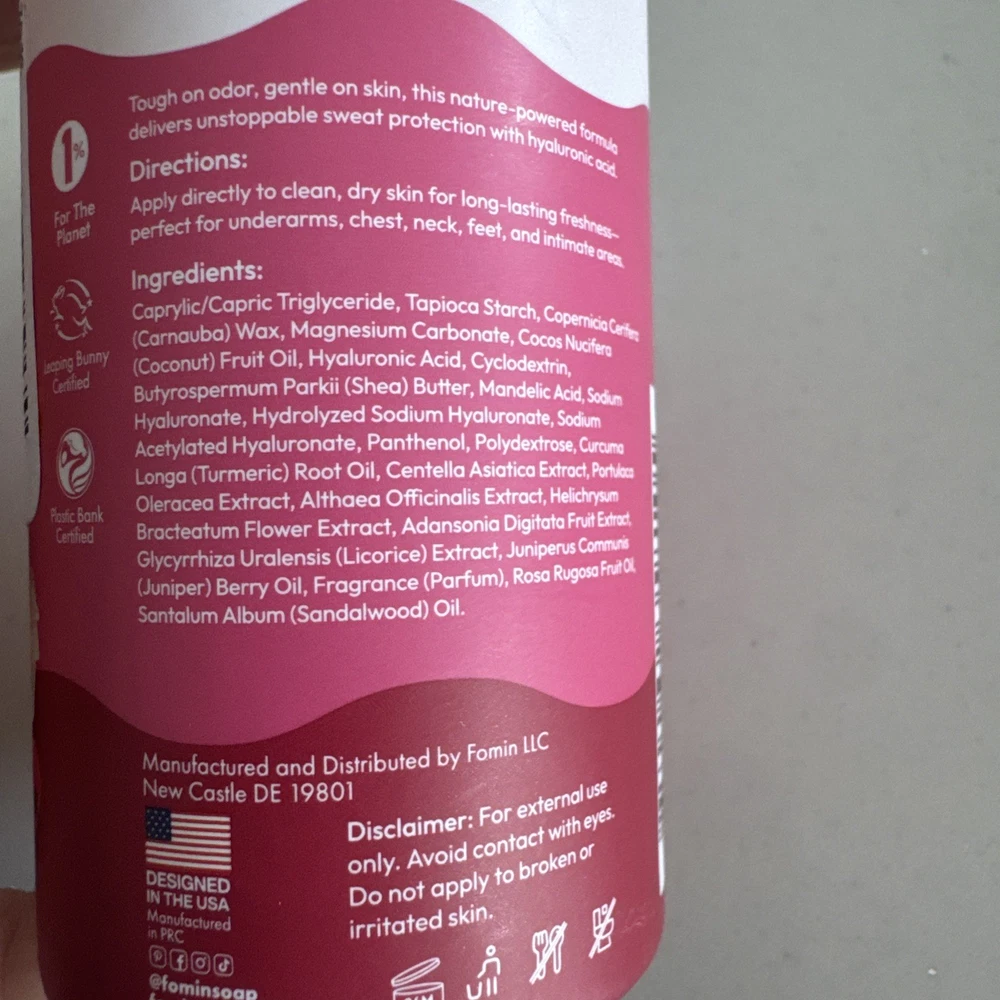 Tough on odor, gentle on skin, this nature-powered formula
delivers unstoppable sweat protection with hyaluronic acid.
1%
For The
Planet
Directions:
Apply directly to clean, dry skin for long-lasting freshness–
perfect for underarms, chest, neck, feet, and intimate areas.
Leaping Bunny
Certified
Ingredients:
Caprylic/Capric Triglyceride, Tapioca Starch, Copernicia Cerifera
(Carnauba) Wax, Magnesium Carbonate, Cocos Nucifera
(Coconut) Fruit Oil, Hyaluronic Acid, Cyclodextrin,
Butyrospermum Parkii (Shea) Butter, Mandelic Acid, Sodium
Hyaluronate, Hydrolyzed Sodium Hyaluronate, Sodium
Acetylated Hyaluronate, Panthenol, Polydextrose, Curcuma
Longa (Turmeric) Root Oil, Centella Asiatica Extract, Portulaca
Oleracea Extract, Althaea Officinalis Extract, Helichrysum
Bracteatum Flower Extract, Adansonia Digitata Fruit Extract,
Glycyrrhiza Uralensis (Licorice) Extract, Juniperus Communis
(Juniper) Berry Oil, Fragrance (Parfum), Rosa Rugosa Fruit Oil,
Santalum Album (Sandalwood) Oil.
Plastic Bank
Certified
Manufactured and Distributed by Fomin LLC
New Castle DE 19801
DESIGNED
IN THE USA
Manufactured
in PRC
@fominsoap
Disclaimer: For external use
only. Avoid contact with eyes.
Do not apply to broken or
irritated skin.